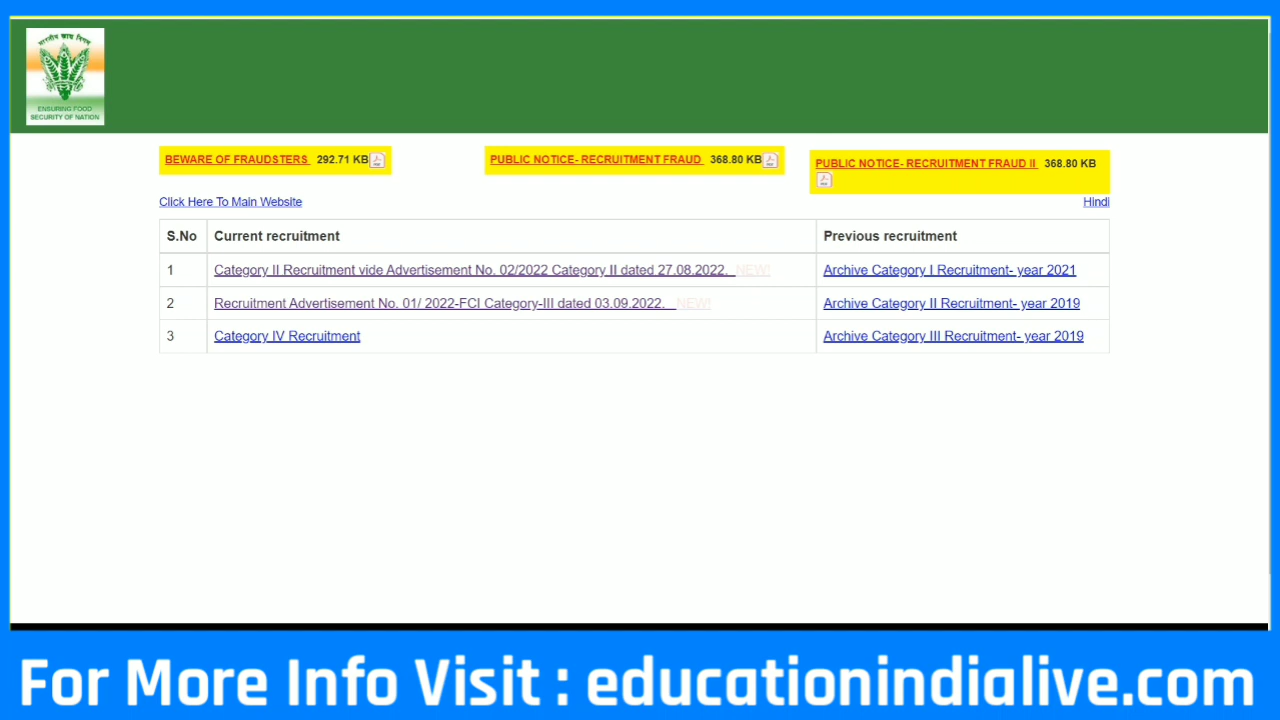 भारतीय खाद्य निगम
ENSURING FOOD
SECURITY OF NATION
BEWARE OF FRAUDSTERS 292.71 KB
PUBLIC NOTICE- RECRUITMENT FRAUD 368.80 KB
PUBLIC NOTICE- RECRUITMENT FRAUD II 368.80 KB
Click Here To Main Website Hindi
S.No Current recruitment Previous recruitment
1 Category II Recruitment vide Advertisement No. 02/2022 Category II dated 27.08.2022. NEW! Archive Category I Recruitment- year 2021
2 Recruitment Advertisement No. 01/ 2022-FCI Category-III dated 03.09.2022. NEW! Archive Category II Recruitment- year 2019
3 Category IV Recruitment Archive Category III Recruitment- year 2019
For More Info Visit : educationindialive.com